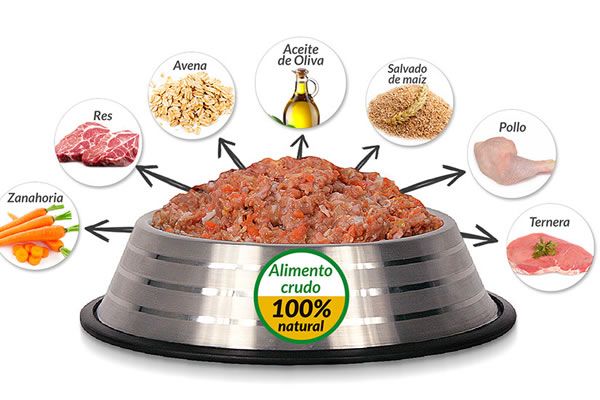 Zanahoria
Res
Avena
Aceite
de Oliva
Salvado
de maíz
Pollo
Ternera
Alimento
crudo
100%
natural